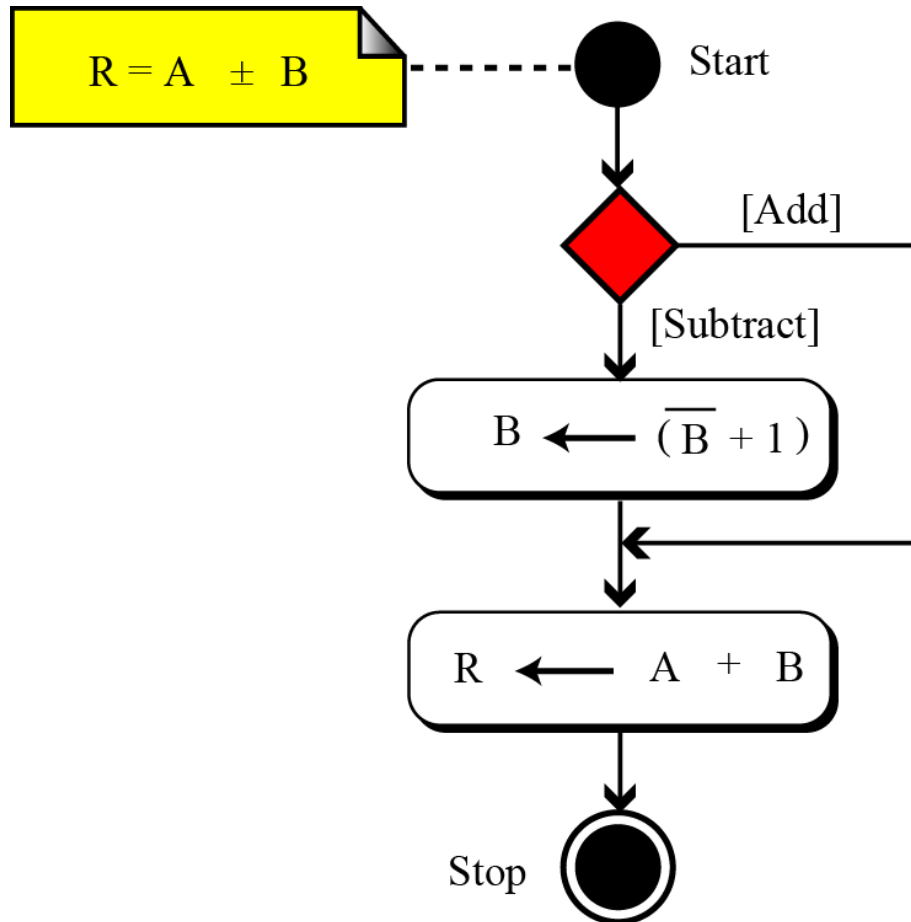 R = A ± B
Start
[Add]
[Subtract]
B ← (B̅ + 1)
R ← A + B
Stop